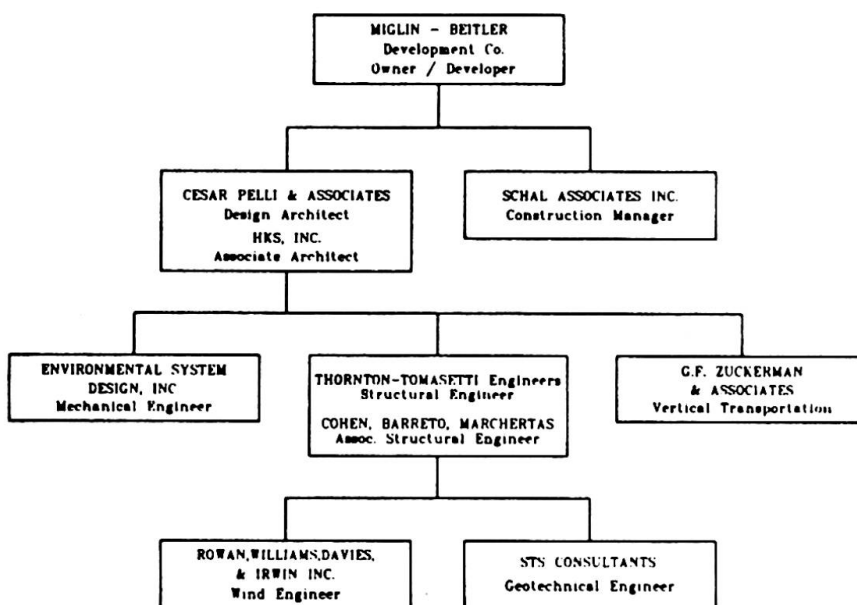 MIGLIN - BEITLER
Development Co.
Owner / Developer
CESAR PELLI & ASSOCIATES
Design Architect
HKS, INC.
Associate Architect
SCHAL ASSOCIATES INC.
Construction Manager
ENVIRONMENTAL SYSTEM
DESIGN, INC
Mechanical Engineer
THORNTON-TOMASETTI Engineers
Structural Engineer
COHEN, BARRETO, MARCHERTAS
Assoc. Structural Engineer
G.F. ZUCKERMAN
& ASSOCIATES
Vertical Transportation
ROWAN,WILLIAMS,DAVIES,
& IRWIN INC.
Wind Engineer
STS CONSULTANTS
Geotechnical Engineer